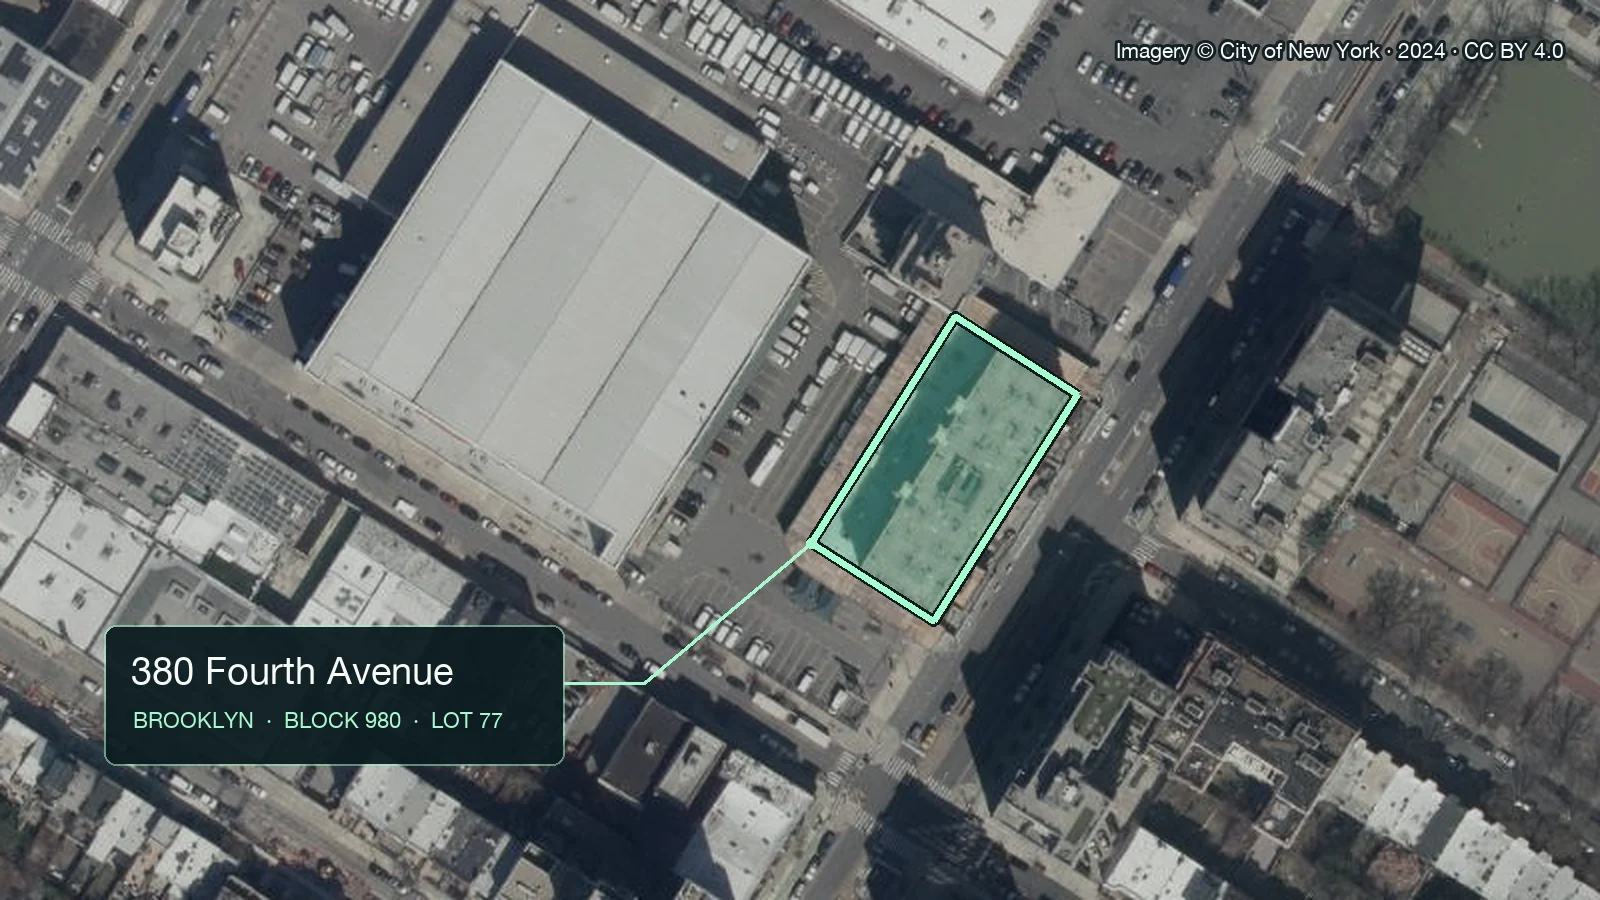 Imagery © City of New York · 2024 · CC BY 4.0
380 Fourth Avenue
BROOKLYN · BLOCK 980 · LOT 77